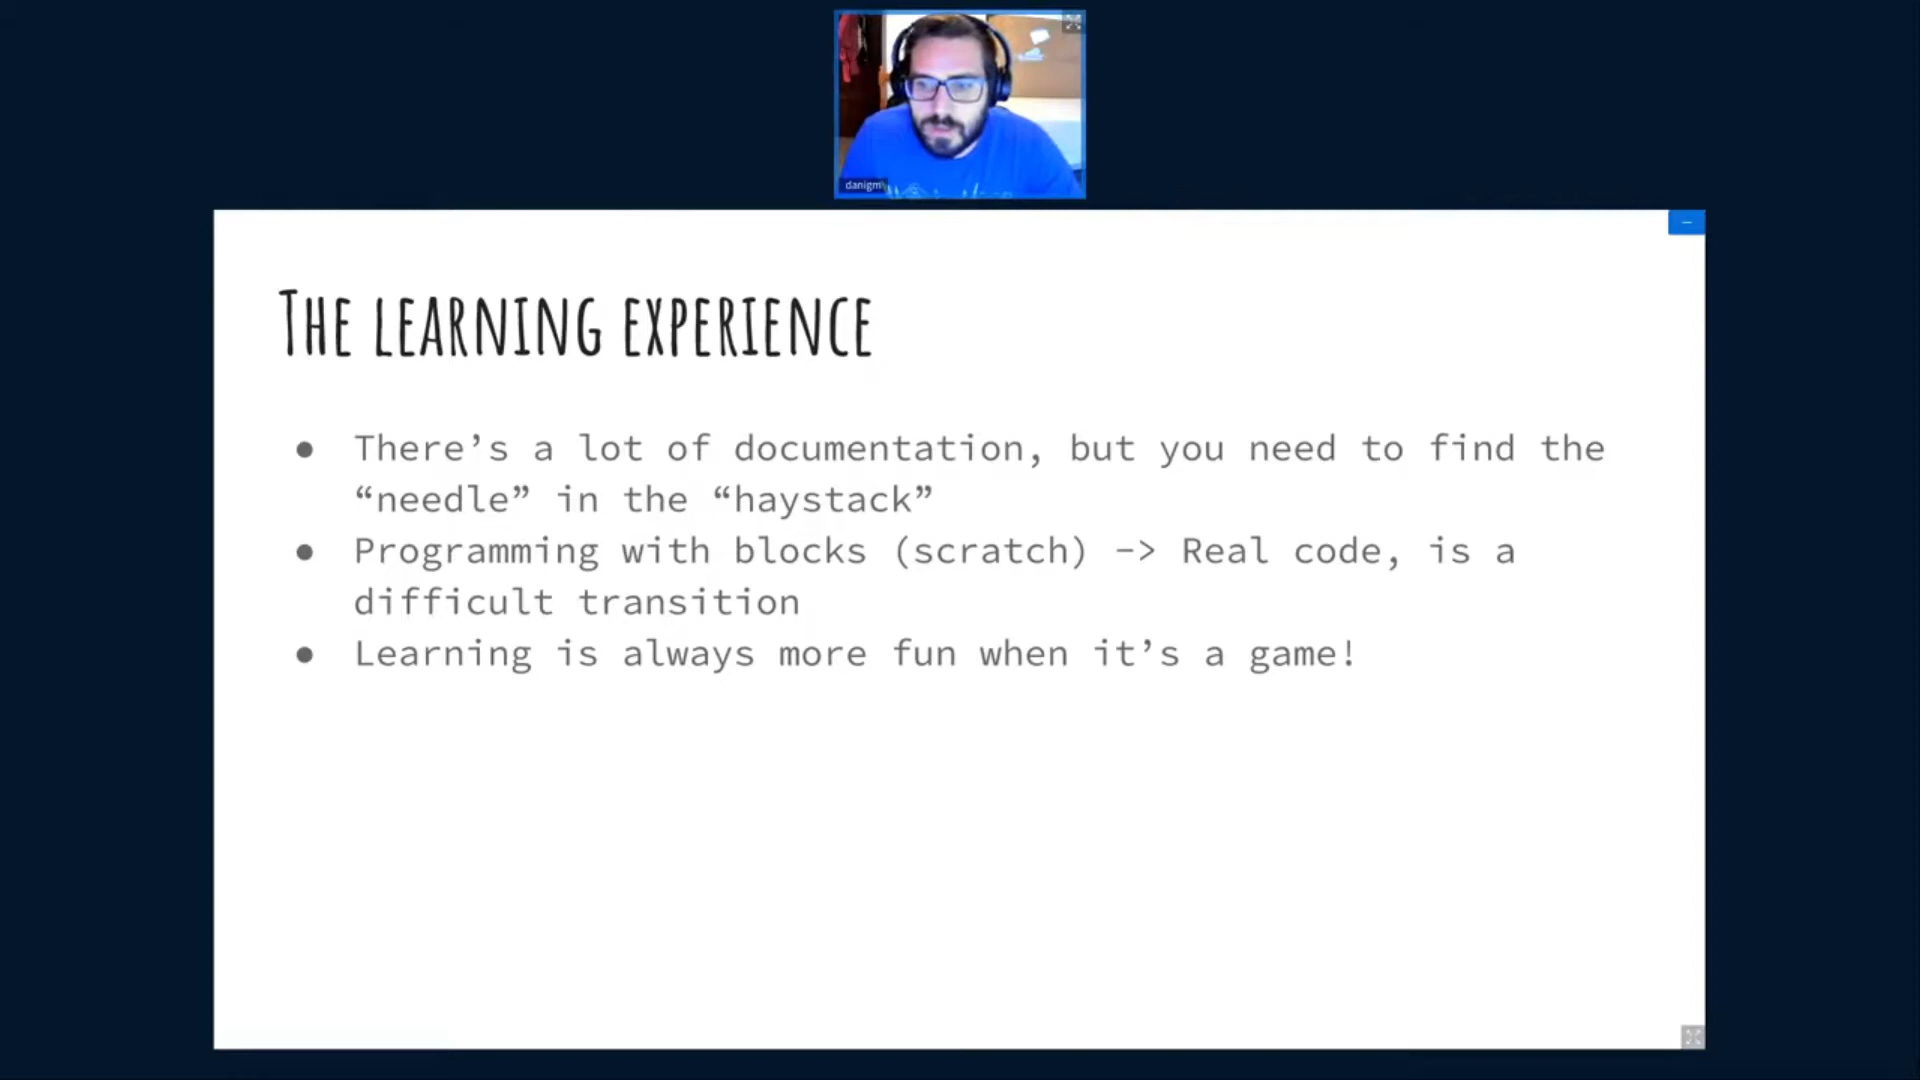 danigm
The learning experience
● There’s a lot of documentation, but you need to find the
“needle” in the “haystack”
● Programming with blocks (scratch) -> Real code, is a
difficult transition
● Learning is always more fun when it’s a game!